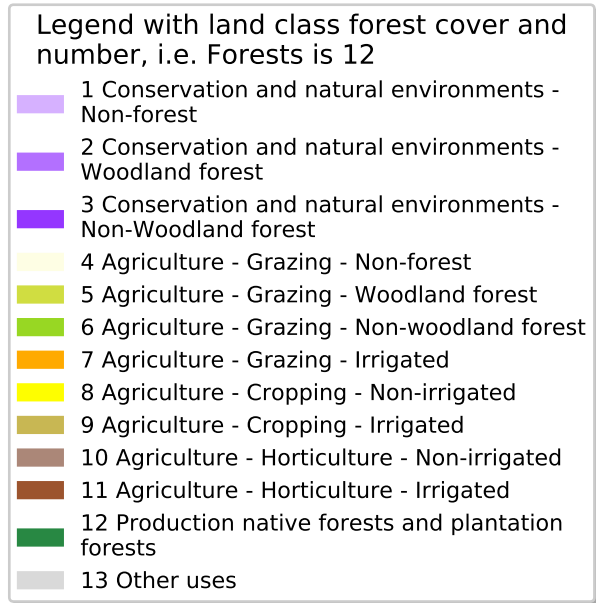 Legend with land class forest cover and
number, i.e. Forests is 12
1 Conservation and natural environments -
Non-forest
2 Conservation and natural environments -
Woodland forest
3 Conservation and natural environments -
Non-Woodland forest
4 Agriculture - Grazing - Non-forest
5 Agriculture - Grazing - Woodland forest
6 Agriculture - Grazing - Non-woodland forest
7 Agriculture - Grazing - Irrigated
8 Agriculture - Cropping - Non-irrigated
9 Agriculture - Cropping - Irrigated
10 Agriculture - Horticulture - Non-irrigated
11 Agriculture - Horticulture - Irrigated
12 Production native forests and plantation
forests
13 Other uses